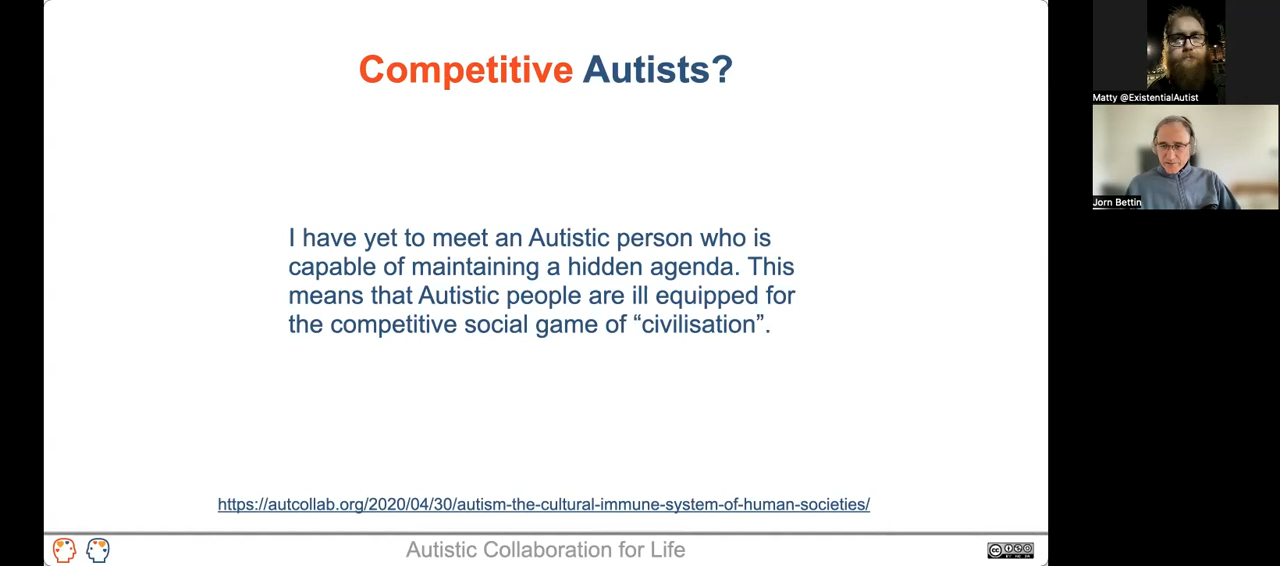 Competitive Autists?
I have yet to meet an Autistic person who is
capable of maintaining a hidden agenda. This
means that Autistic people are ill equipped for
the competitive social game of “civilisation”.
https://autcollab.org/2020/04/30/autism-the-cultural-immune-system-of-human-societies/
Autistic Collaboration for Life
Matty @ExistentialAutist
Jorn Bettin